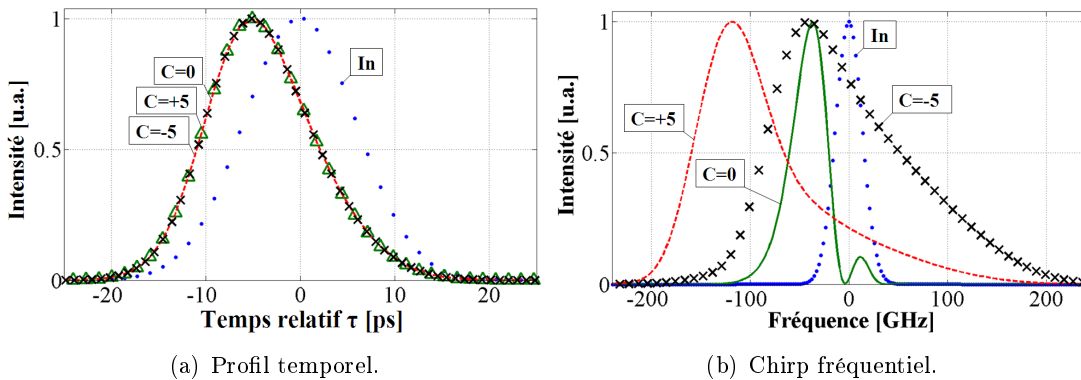 1
0.5
0
Intensité [u.a.]
C=0
C=+5
C=-5
In
-20
-10
0
10
20
Temps relatif τ [ps]
(a) Profil temporel.
1
0.5
0
Intensité [u.a.]
In
C=+5
C=-5
C=0
-200
-100
0
100
200
Fréquence [GHz]
(b) Chirp fréquentiel.